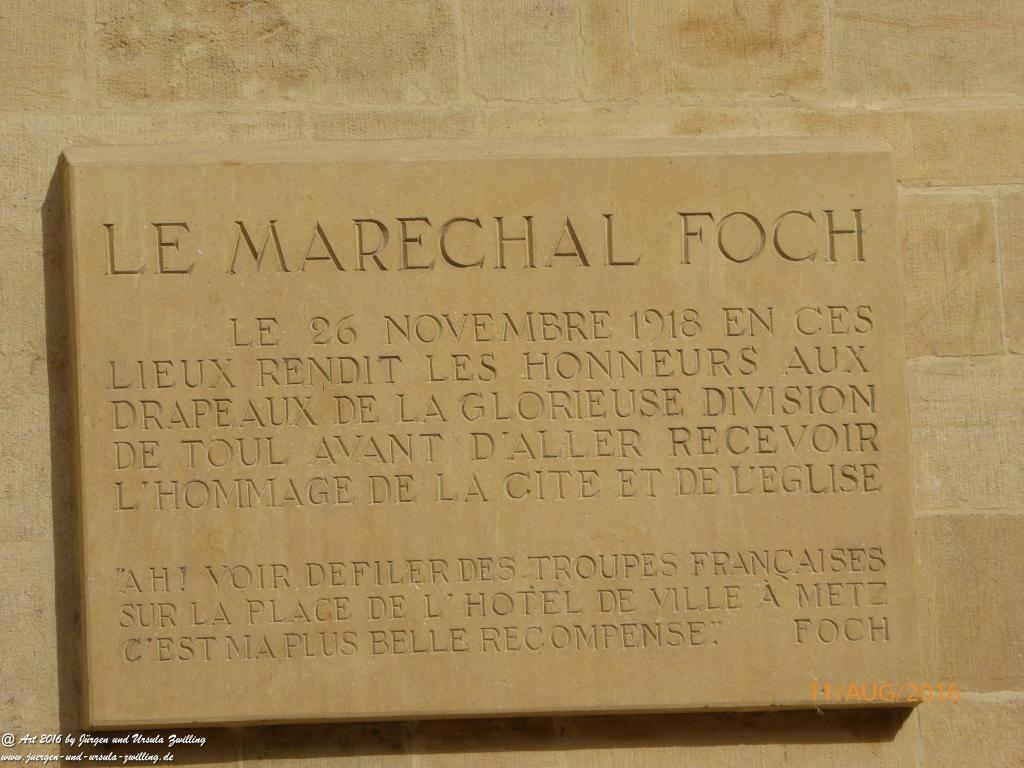 LE MARECHAL FOCH
LE 26 NOVEMBRE 1918 EN CES
LIEUX RENDIT LES HONNEURS AUX
DRAPEAUX DE LA GLORIEUSE DIVISION
DE TOUL AVANT D'ALLER RECEVOIR
L'HOMMAGE DE LA CITE ET DE L'EGLISE
"AH! VOIR DEFILER DES TROUPES FRANÇAISES
SUR LA PLACE DE L'HOTEL DE VILLE À METZ
C'EST MA PLUS BELLE RECOMPENSE." FOCH
11/AUG/2016
@ Art 2016 by Jürgen und Ursula Zwilling
www.juergen-und-ursula-zwilling.de